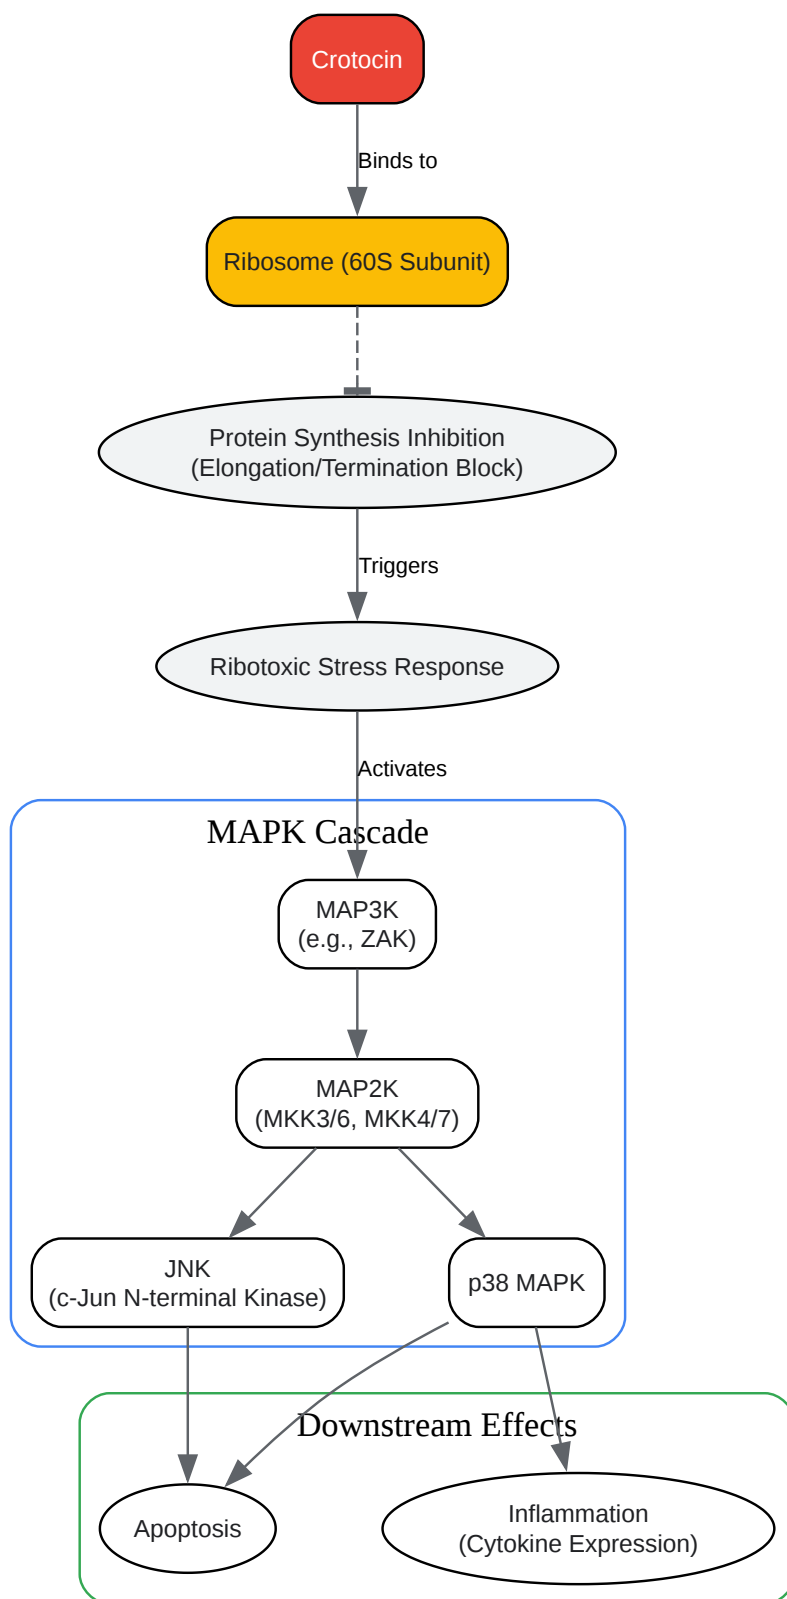 Crotocin
Binds to
Ribosome (60S Subunit)
Protein Synthesis Inhibition
(Elongation/Termination Block)
Triggers
Ribotoxic Stress Response
Activates
MAPK Cascade
MAP3K
(e.g., ZAK)
MAP2K
(MKK3/6, MKK4/7)
JNK
(c-Jun N-terminal Kinase)
p38 MAPK
Downstream Effects
Apoptosis
Inflammation
(Cytokine Expression)